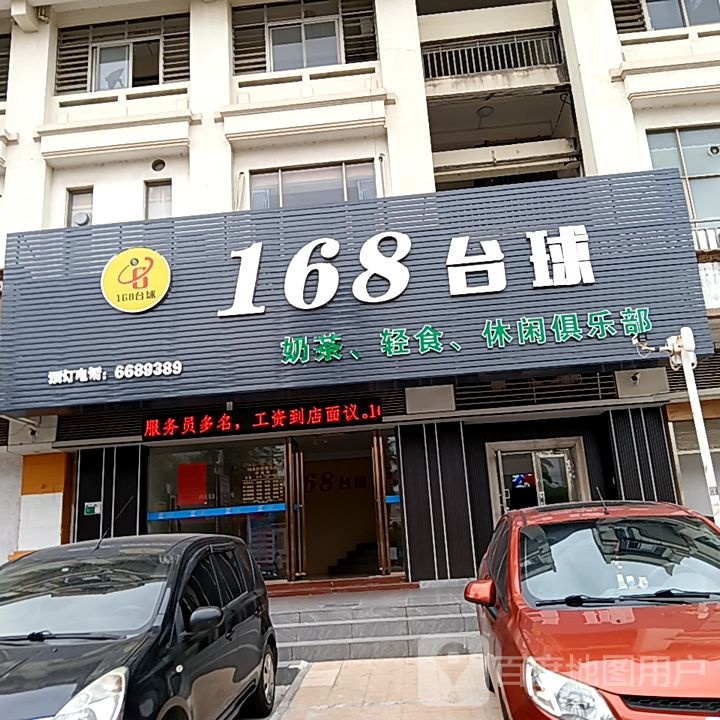 168台球
168台球
奶茶、轻食、休闲俱乐部
预订电话：6689389
服务员多名，工资到店面议。1
168台球
百度地图用户